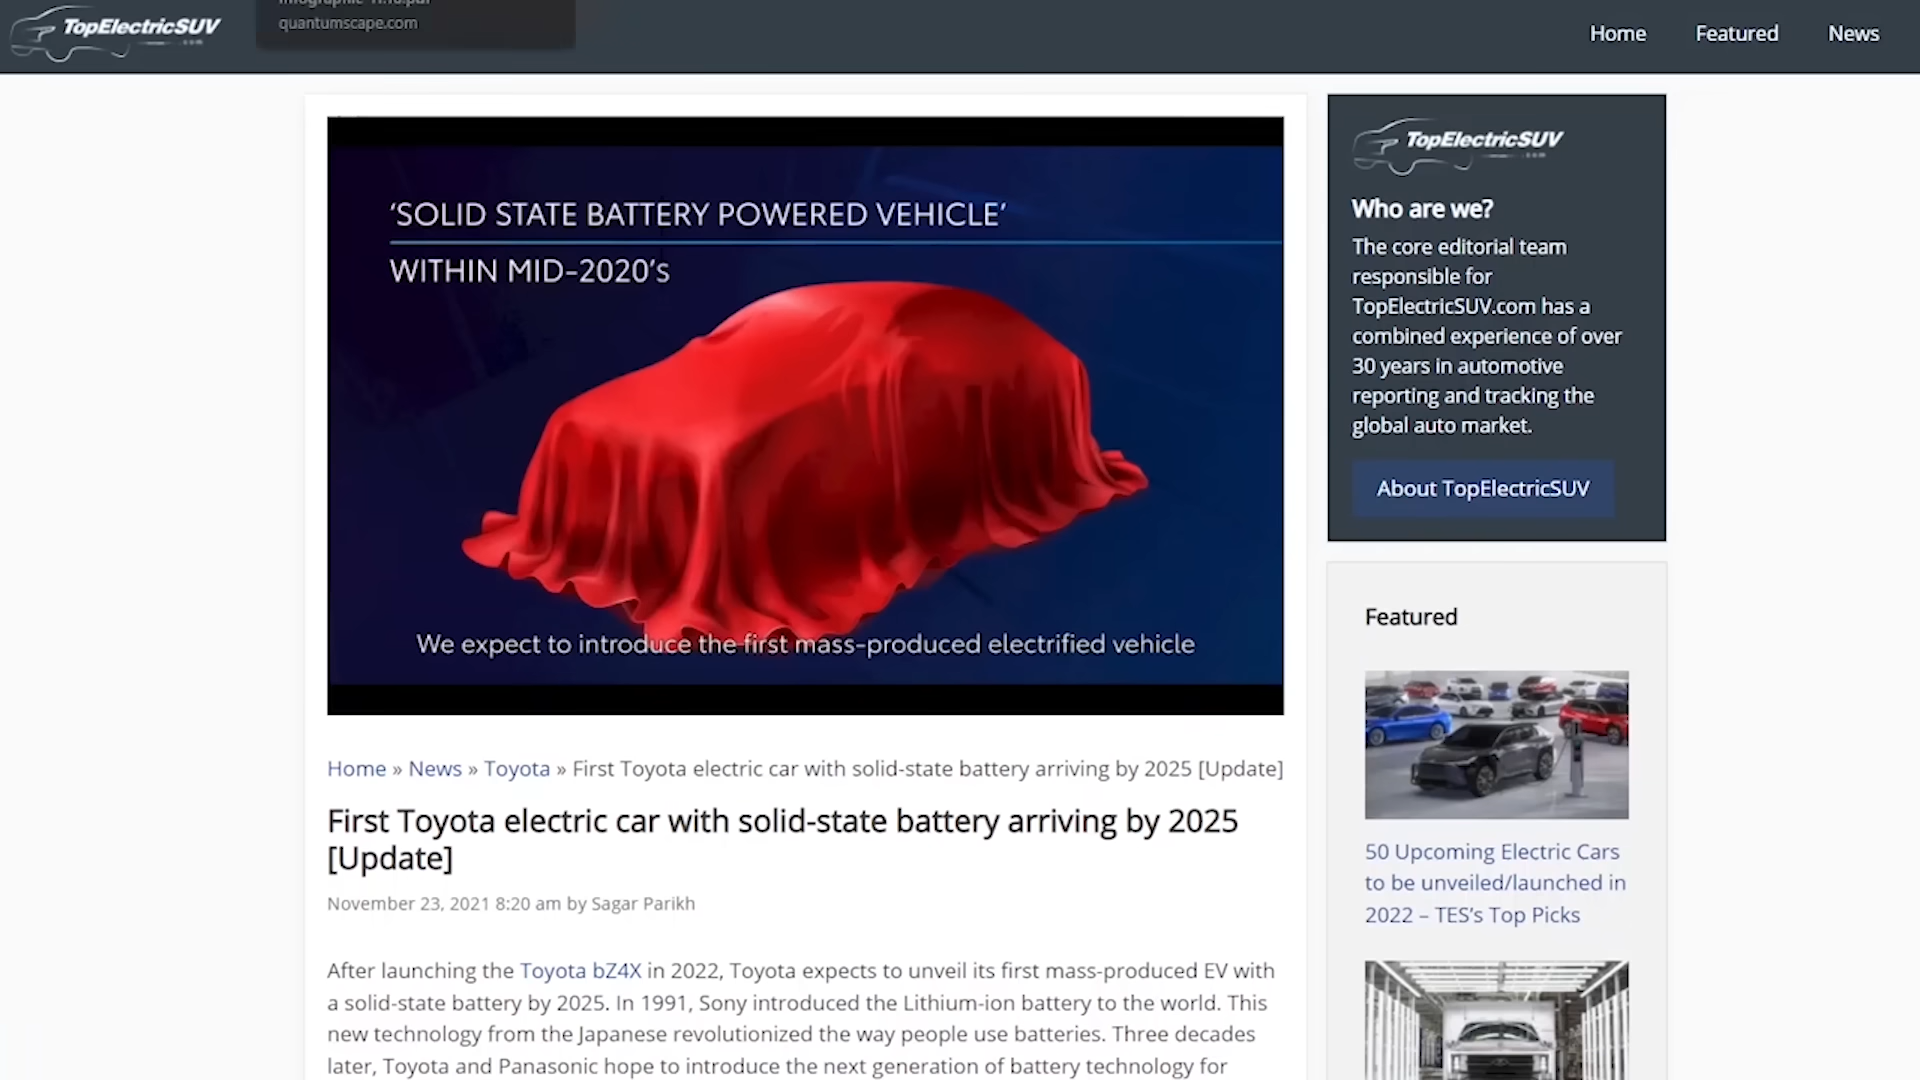 TopElectricSUV
quantumscape.com
Home
Featured
News
‘SOLID STATE BATTERY POWERED VEHICLE’
WITHIN MID-2020’s
We expect to introduce the first mass-produced electrified vehicle
Home » News » Toyota » First Toyota electric car with solid-state battery arriving by 2025 [Update]
First Toyota electric car with solid-state battery arriving by 2025
[Update]
November 23, 2021 8:20 am by Sagar Parikh
After launching the Toyota bZ4X in 2022, Toyota expects to unveil its first mass-produced EV with
a solid-state battery by 2025. In 1991, Sony introduced the Lithium-ion battery to the world. This
new technology from the Japanese revolutionized the way people use batteries. Three decades
later, Toyota and Panasonic hope to introduce the next generation of battery technology for
TopElectricSUV
Who are we?
The core editorial team
responsible for
TopElectricSUV.com has a
combined experience of over
30 years in automotive
reporting and tracking the
global auto market.
About TopElectricSUV
Featured
50 Upcoming Electric Cars
to be unveiled/launched in
2022 – TES’s Top Picks